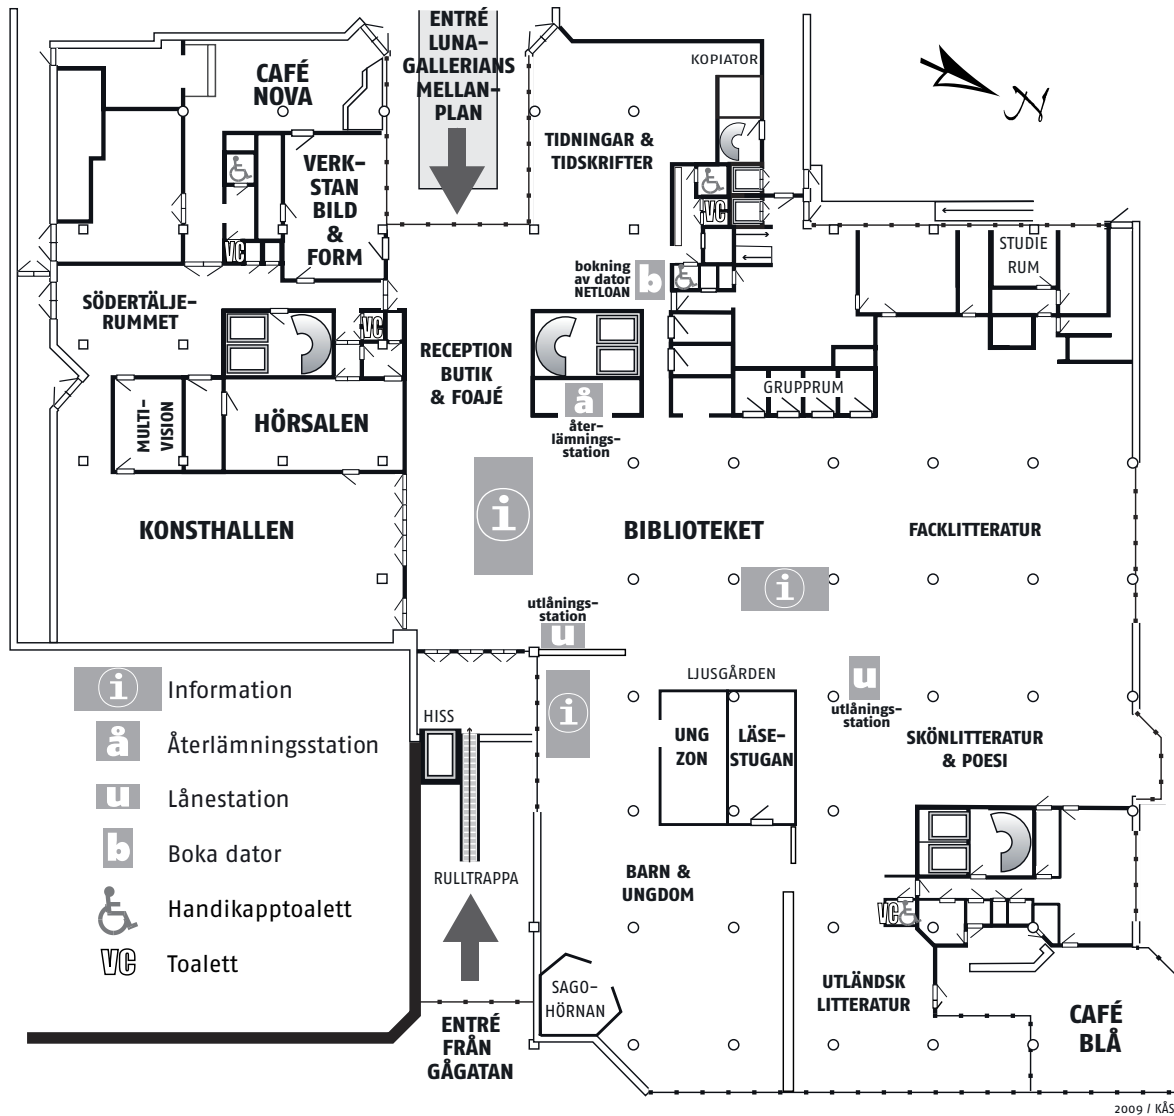 ENTRÉ
LUNA-
GALLERIANS
MELLAN-
PLAN
KOPIATOR
N
CAFÉ
NOVA
TIDNINGAR &
TIDSKRIFTER
VERK-
STAN
BILD
&
FORM
VC
VC
STUDIE
RUM
bokning
av dator
NETLOAN
b
SÖDERTÄLJE-
RUMMET
VC
RECEPTION
BUTIK
& FOAJÉ
GRUPPRUM
å
åter-
lämnings-
station
MULTI-
VISION
HÖRSALEN
i
KONSTHALLEN
BIBLIOTEKET
FACKLITTERATUR
i
utlånings-
station
u
i
LJUSGÅRDEN
u
utlånings-
station
UNG
ZON
LÄSE-
STUGAN
SKÖNLITTERATUR
& POESI
i Information
å Återlämningsstation
u Lånestation
b Boka dator
Handikapptoalett
VC Toalett
HISS
RULLTRAPPA
BARN &
UNGDOM
VC
SAGO-
HÖRNAN
UTLÄNDSK
LITTERATUR
CAFÉ
BLÅ
ENTRÉ
FRÅN
GÅGATAN
2009 / KÅS